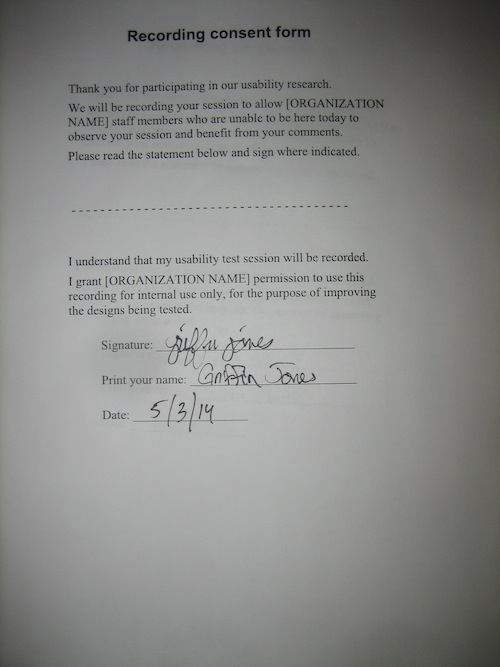 Recording consent form
Thank you for participating in our usability research.
We will be recording your session to allow [ORGANIZATION
NAME] staff members who are unable to be here today to
observe your session and benefit from your comments.
Please read the statement below and sign where indicated.
I understand that my usability test session will be recorded.
I grant [ORGANIZATION NAME] permission to use this
recording for internal use only, for the purpose of improving
the designs being tested.
Signature: griffin jones
Print your name: Griffin Jones
Date: 5/3/14